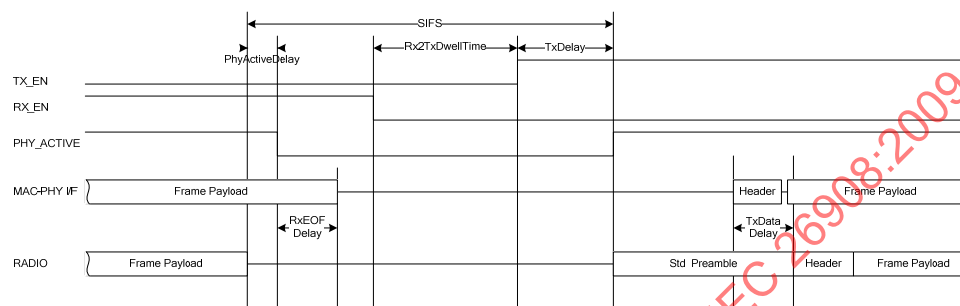 SIFS
PhyActiveDelay
Rx2TxDwellTime
TxDelay
TX_EN
RX_EN
PHY_ACTIVE
MAC-PHY I/F
Frame Payload
Header
Frame Payload
RxEOF
Delay
TxData
Delay
RADIO
Frame Payload
Std Preamble
Header
Frame Payload
EC 26908:2009